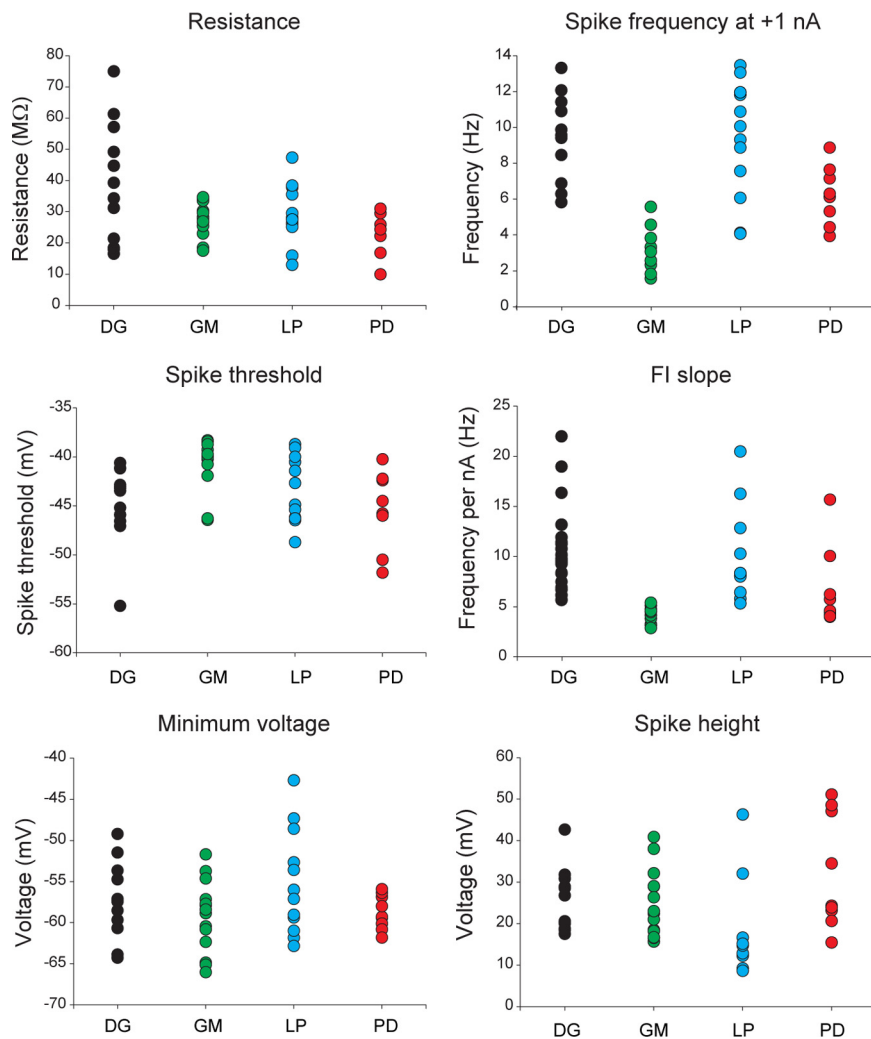 Resistance
Resistance (MΩ)
80
70
60
50
40
30
20
10
0
DG GM LP PD
Spike frequency at +1 nA
Frequency (Hz)
14
12
10
8
6
4
2
0
DG GM LP PD
Spike threshold
Spike threshold (mV)
-35
-40
-45
-50
-55
-60
DG GM LP PD
FI slope
Frequency per nA (Hz)
25
20
15
10
5
0
DG GM LP PD
Minimum voltage
Voltage (mV)
-40
-45
-50
-55
-60
-65
-70
DG GM LP PD
Spike height
Voltage (mV)
60
50
40
30
20
10
0
DG GM LP PD